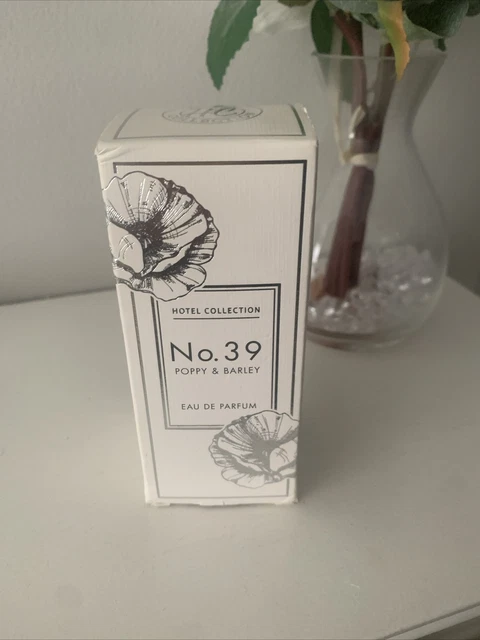 HOTEL COLLECTION
No. 39
POPPY & BARLEY
EAU DE PARFUM